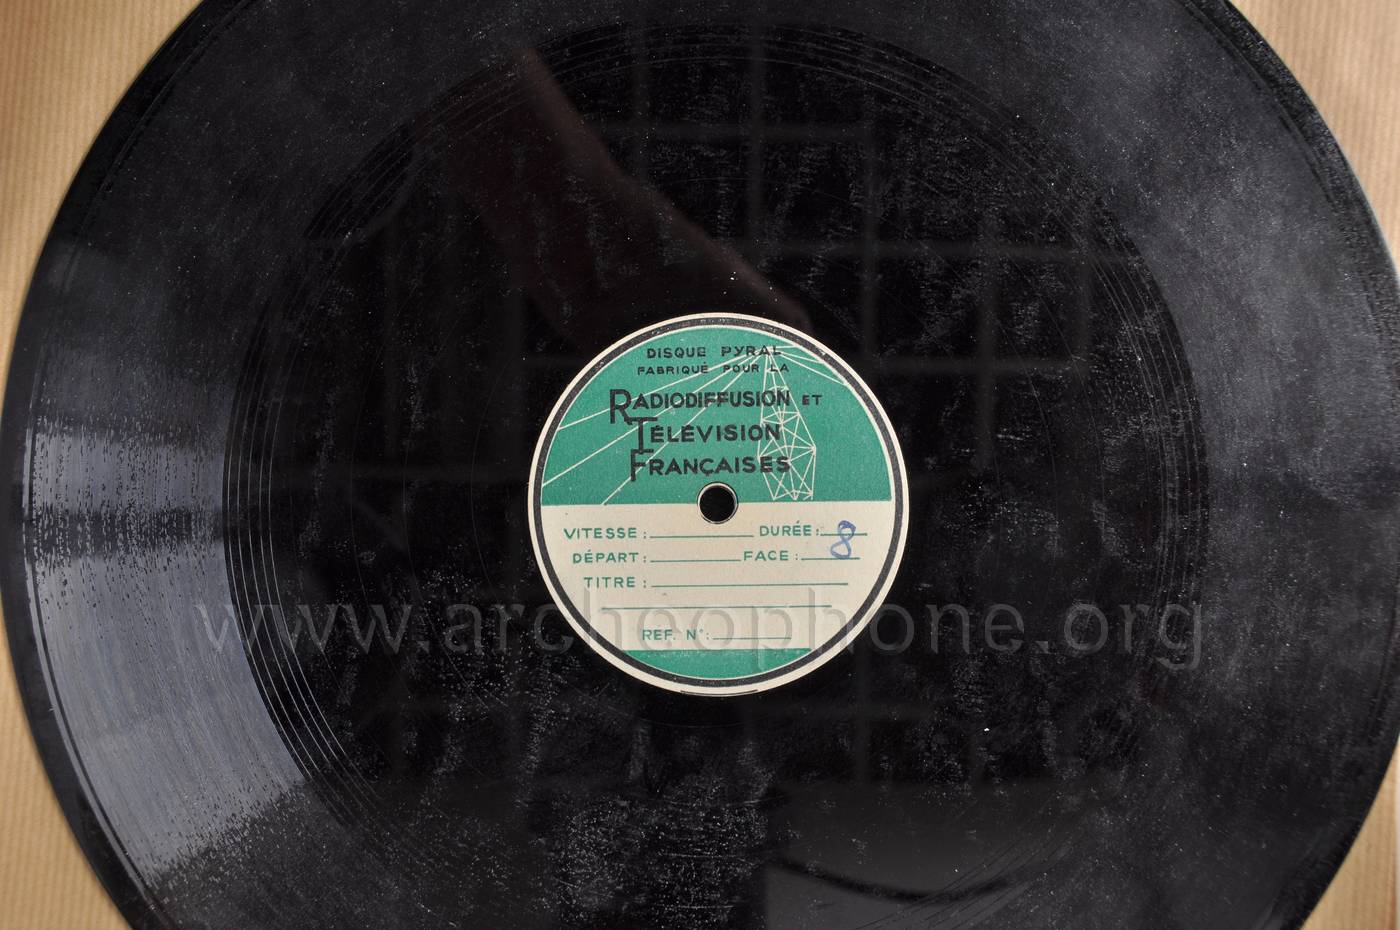 DISQUE PYRAL
FABRIQUÉ POUR LA
RADIODIFFUSION ET
TÉLÉVISION
FRANÇAISES
VITESSE : DURÉE : 8
DÉPART : FACE :
TITRE :
www.archeophone.org
REF. N° :